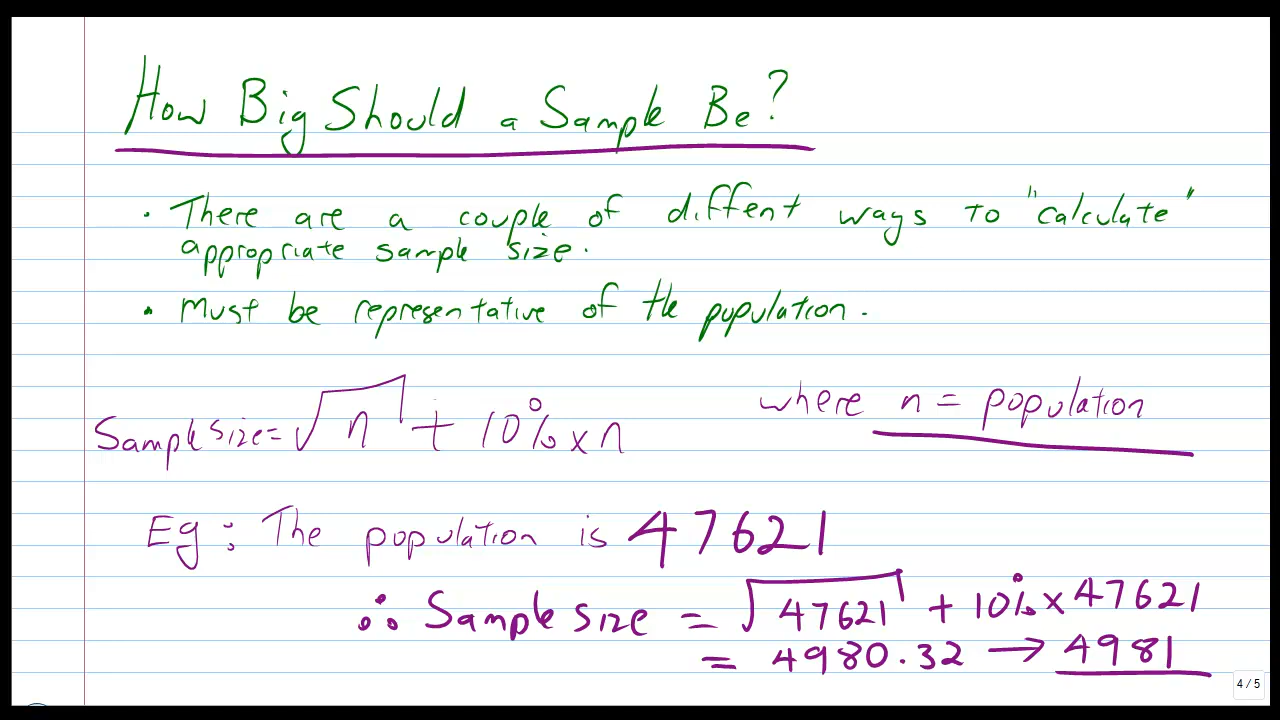 How Big Should a Sample Be?
· There are a couple of diffent ways to "calculate"
appropriate sample size.
· Must be representative of the population.
Sample size = √n + 10% × n
where n = population
Eg: The population is 47621
∴ Sample size = √47621 + 10% × 47621
= 4980.32 → 4981
4 / 5